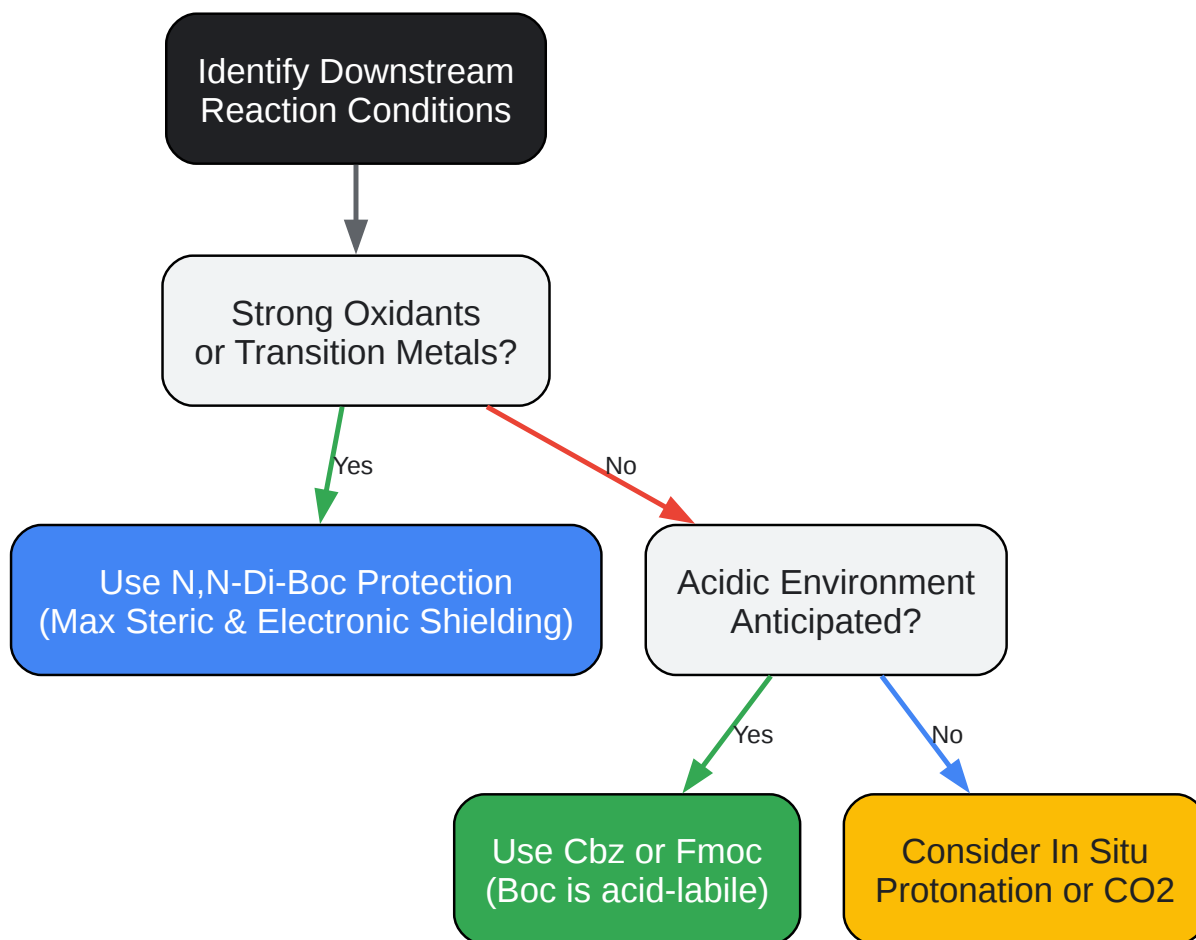 Identify Downstream
Reaction Conditions
Strong Oxidants
or Transition Metals?
Yes
No
Use N,N-Di-Boc Protection
(Max Steric & Electronic Shielding)
Acidic Environment
Anticipated?
Yes
No
Use Cbz or Fmoc
(Boc is acid-labile)
Consider In Situ
Protonation or CO2